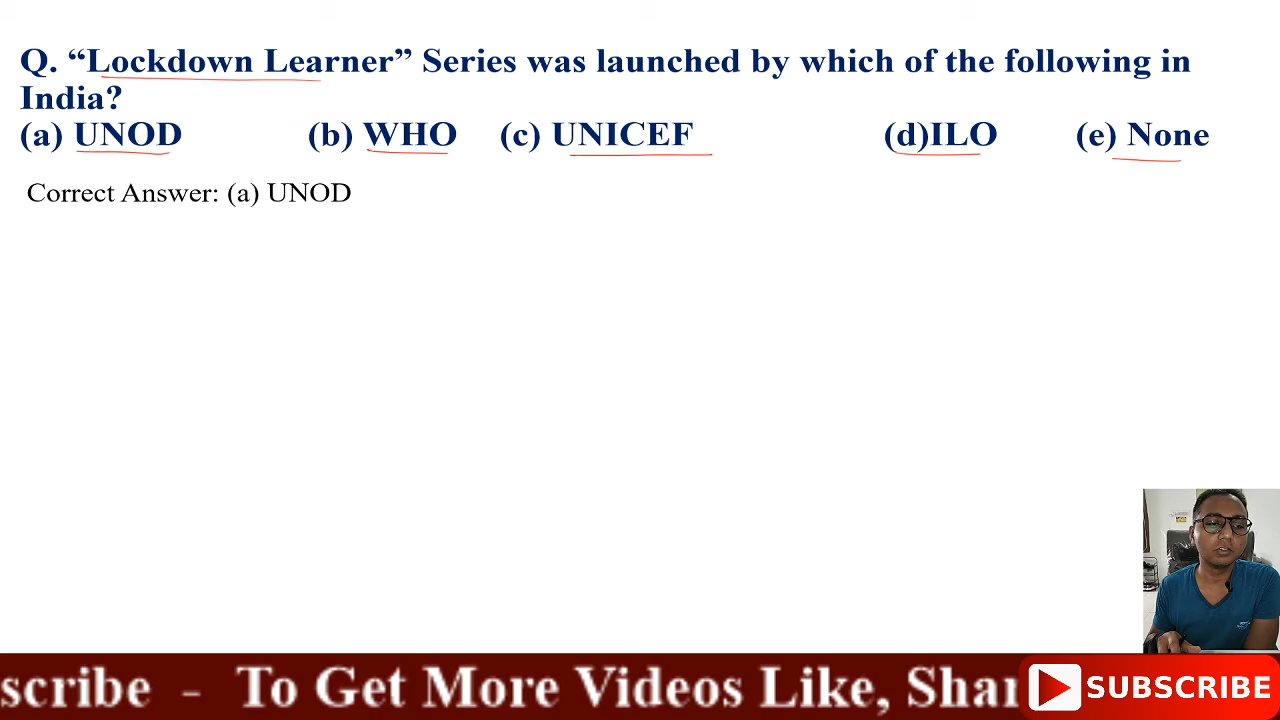 Q. “Lockdown Learner” Series was launched by which of the following in
India?
(a) UNOD (b) WHO (c) UNICEF (d)ILO (e) None
Correct Answer: (a) UNOD
scribe - To Get More Videos Like, Shar
SUBSCRIBE